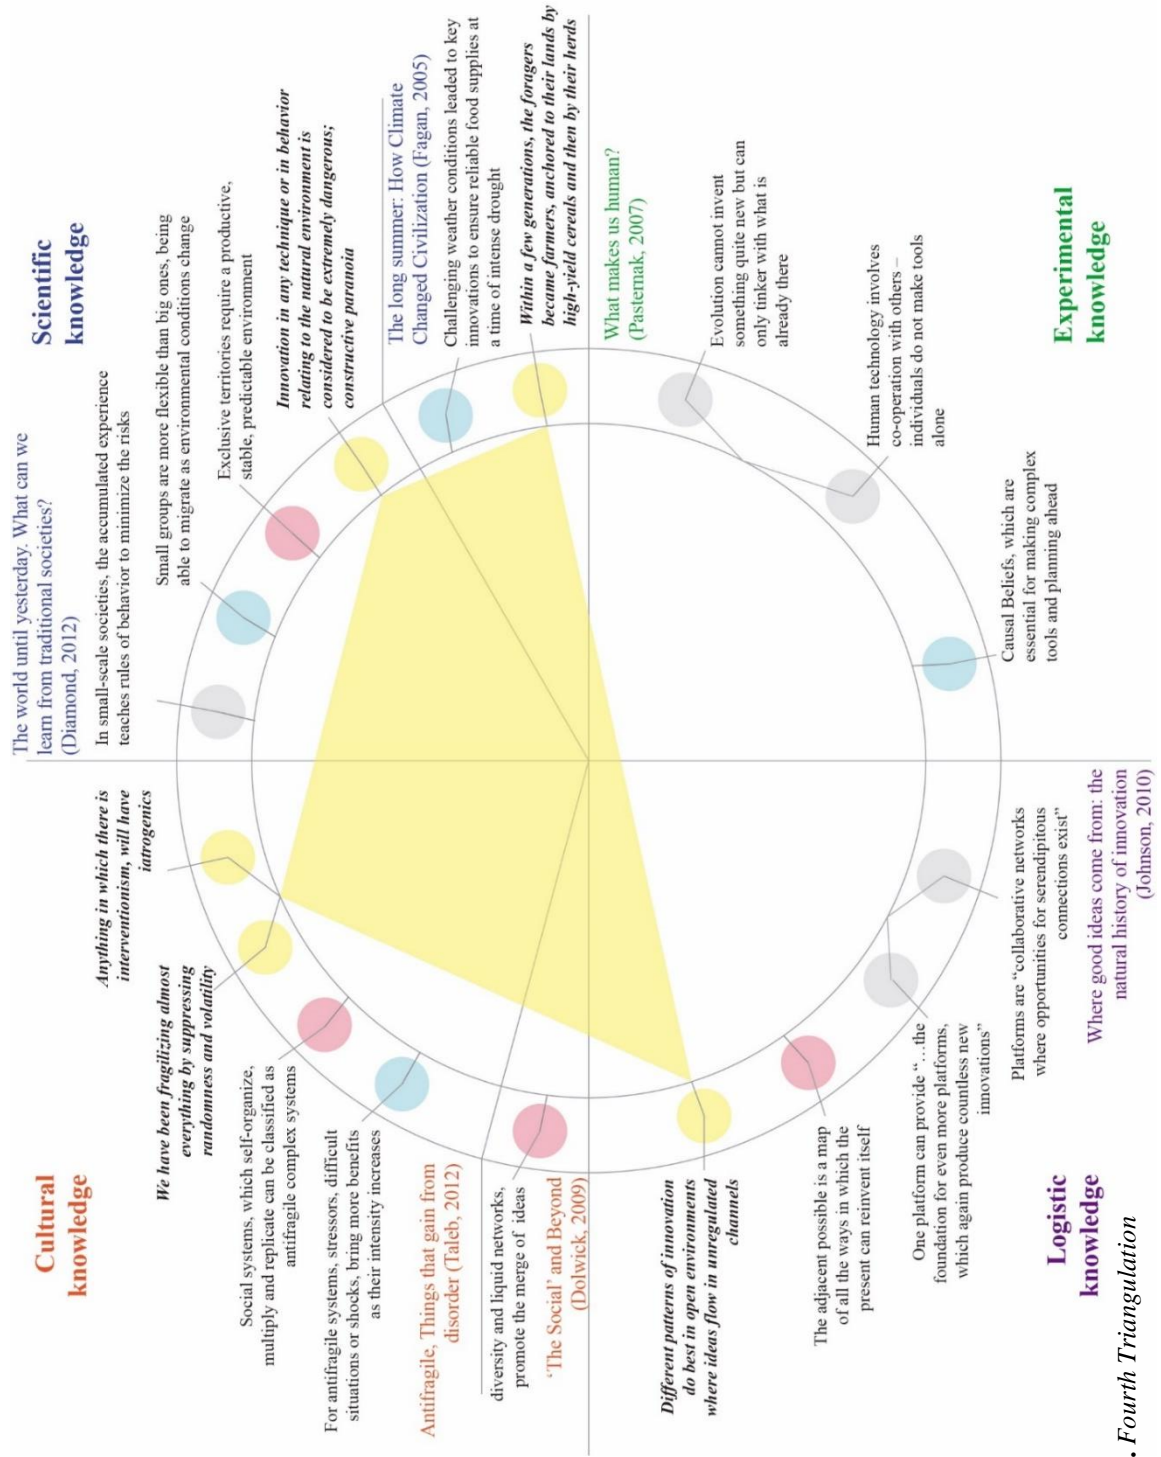 Cultural
knowledge
Scientific
knowledge
The world until yesterday. What can we
learn from traditional societies?
(Diamond, 2012)
In small-scale societies, the accumulated experience
teaches rules of behavior to minimize the risks
Small groups are more flexible than big ones, being
able to migrate as environmental conditions change
Exclusive territories require a productive,
stable, predictable environment
Innovation in any technique or in behavior
relating to the natural environment is
considered to be extremely dangerous;
constructive paranoia
The long summer: How Climate
Changed Civilization (Fagan, 2005)
Challenging weather conditions leaded to key
innovations to ensure reliable food supplies at
a time of intense drought
Within a few generations, the foragers
became farmers, anchored to their lands by
high-yield cereals and then by their herds
What makes us human?
(Pasternak, 2007)
Evolution cannot invent
something quite new but can
only tinker with what is
already there
Human technology involves
co-operation with others –
individuals do not make tools
alone
Causal Beliefs, which are
essential for making complex
tools and planning ahead
Experimental
knowledge
Anything in which there is
interventionism, will have
iatrogenics
We have been fragilizing almost
everything by suppressing
randomness and volatility
Social systems, which self-organize,
multiply and replicate can be classified as
antifragile complex systems
For antifragile systems, stressors, difficult
situations or shocks, bring more benefits
as their intensity increases
Antifragile, Things that gain from
disorder (Taleb, 2012)
diversity and liquid networks,
promote the merge of ideas
‘The Social’ and Beyond
(Dolwick, 2009)
Different patterns of innovation
do best in open environments
where ideas flow in unregulated
channels
The adjacent possible is a map
of all the ways in which the
present can reinvent itself
One platform can provide “…the
foundation for even more platforms,
which again produce countless new
innovations”
Platforms are “collaborative networks
where opportunities for serendipitous
connections exist”
Where good ideas come from: the
natural history of innovation
(Johnson, 2010)
Logistic
knowledge
. Fourth Triangulation